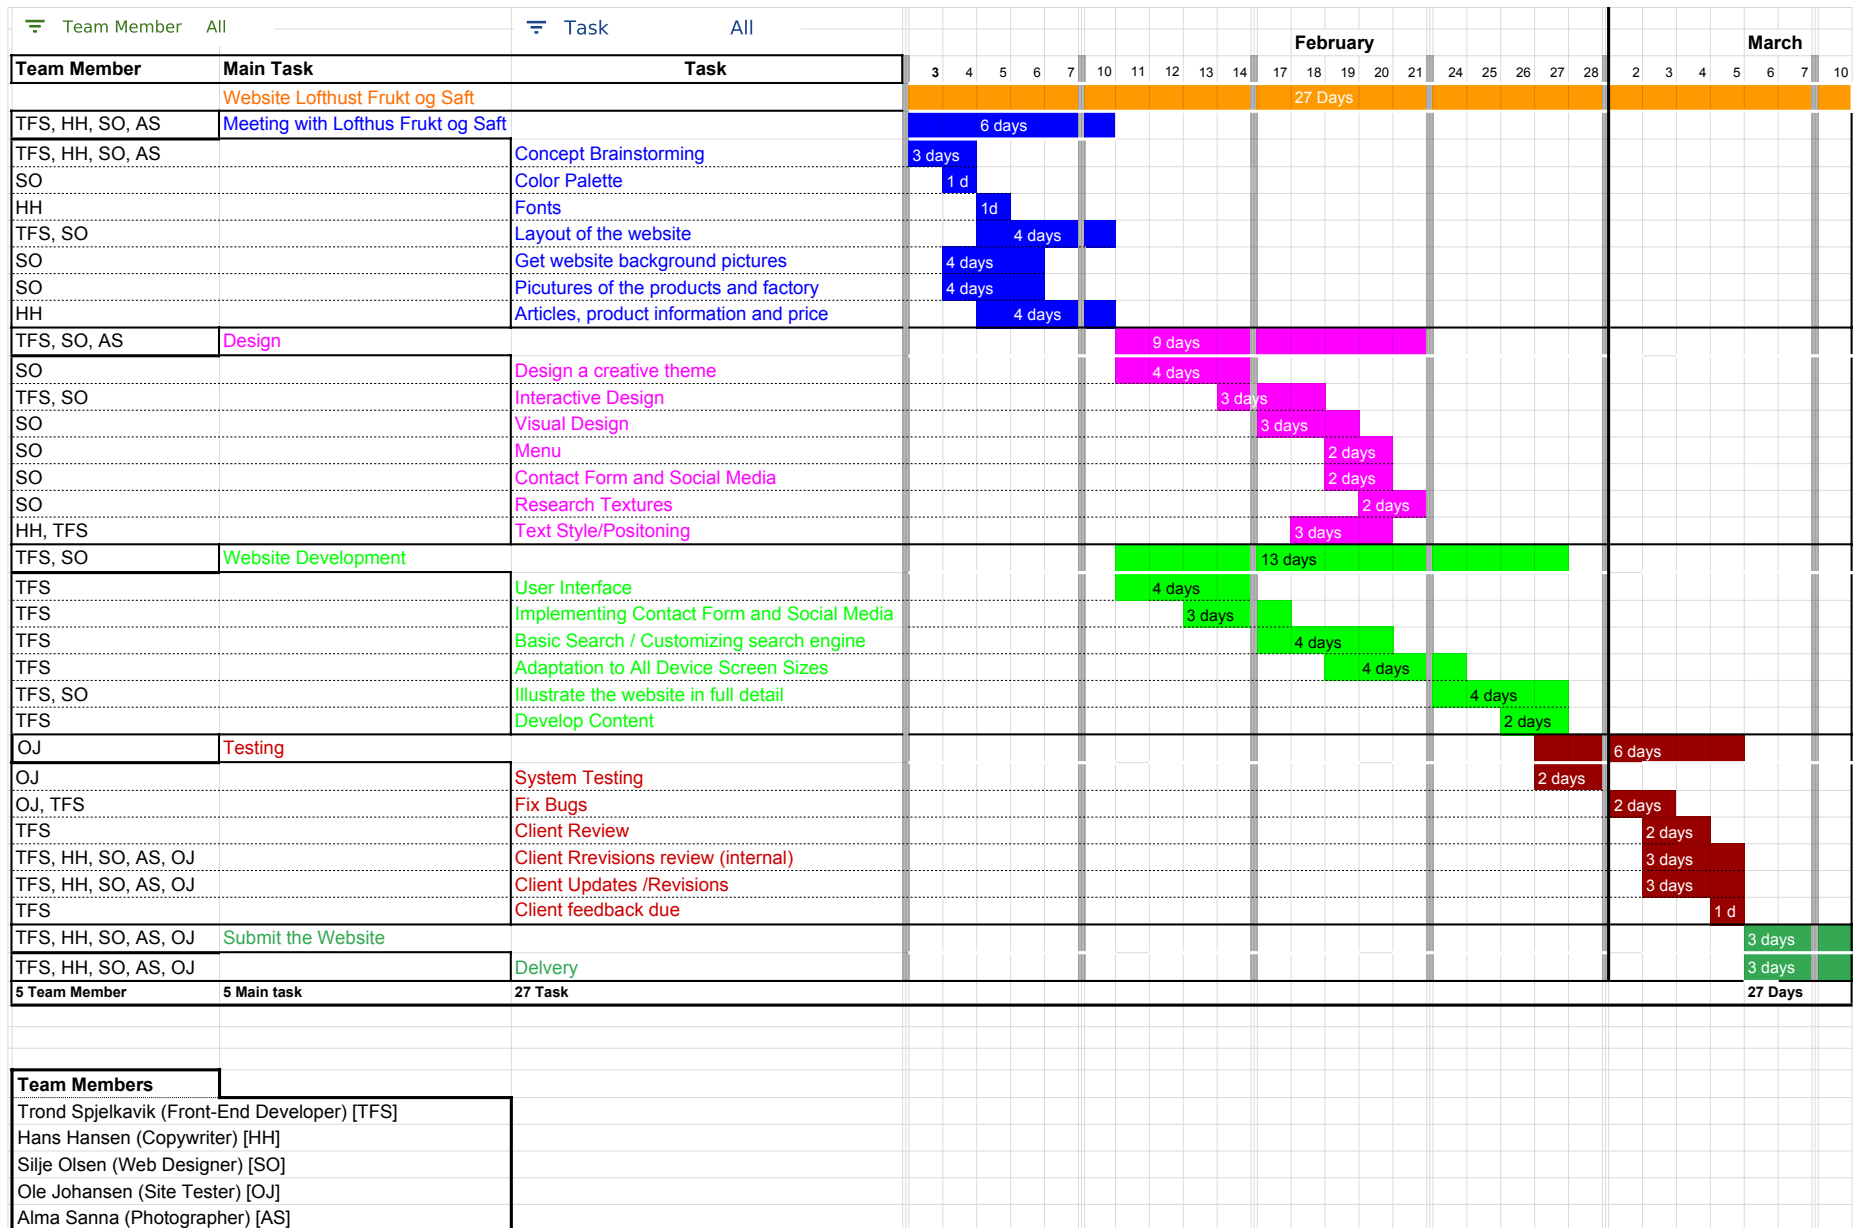 Team Member All Task All
February March
Team Member Main Task Task 3 4 5 6 7 10 11 12 13 14 17 18 19 20 21 24 25 26 27 28 2 3 4 5 6 7 10
Website Lofthust Frukt og Saft 27 Days
TFS, HH, SO, AS Meeting with Lofthus Frukt og Saft 6 days
TFS, HH, SO, AS Concept Brainstorming 3 days
SO Color Palette 1 d
HH Fonts 1d
TFS, SO Layout of the website 4 days
SO Get website background pictures 4 days
SO Picutures of the products and factory 4 days
HH Articles, product information and price 4 days
TFS, SO, AS Design 9 days
SO Design a creative theme 4 days
TFS, SO Interactive Design 3 days
SO Visual Design 3 days
SO Menu 2 days
SO Contact Form and Social Media 2 days
SO Research Textures 2 days
HH, TFS Text Style/Positoning 3 days
TFS, SO Website Development 13 days
TFS User Interface 4 days
TFS Implementing Contact Form and Social Media 3 days
TFS Basic Search / Customizing search engine 4 days
TFS Adaptation to All Device Screen Sizes 4 days
TFS, SO Illustrate the website in full detail 4 days
TFS Develop Content 2 days
OJ Testing 6 days
OJ System Testing 2 days
OJ, TFS Fix Bugs 2 days
TFS Client Review 2 days
TFS, HH, SO, AS, OJ Client Rrevisions review (internal) 3 days
TFS, HH, SO, AS, OJ Client Updates /Revisions 3 days
TFS Client feedback due 1 d
TFS, HH, SO, AS, OJ Submit the Website 3 days
TFS, HH, SO, AS, OJ Delvery 3 days
5 Team Member 5 Main task 27 Task 27 Days
Team Members
Trond Spjelkavik (Front-End Developer) [TFS]
Hans Hansen (Copywriter) [HH]
Silje Olsen (Web Designer) [SO]
Ole Johansen (Site Tester) [OJ]
Alma Sanna (Photographer) [AS]